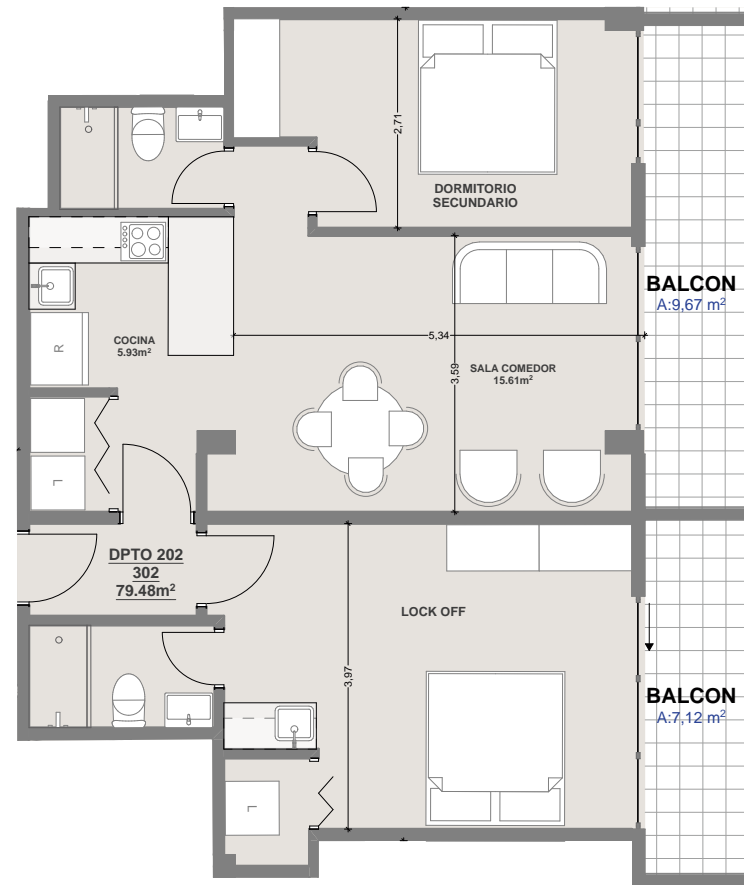 2,71
DORMITORIO
SECUNDARIO
BALCON
A:9,67 m²
R
COCINA
5.93m²
5,34
3,59
SALA COMEDOR
15.61m²
L
DPTO 202
302
79.48m²
LOCK OFF
3,97
BALCON
A:7,12 m²
L